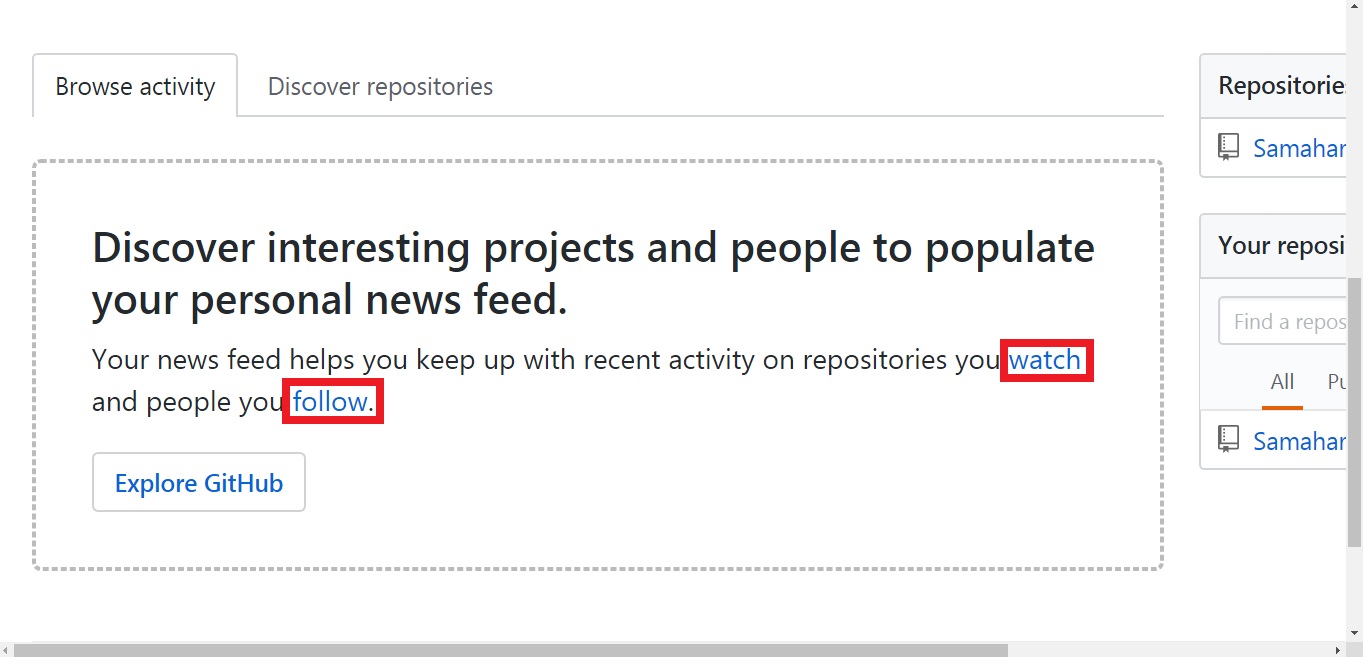 Browse activity
Discover repositories
Discover interesting projects and people to populate
your personal news feed.
Your news feed helps you keep up with recent activity on repositories you watch
and people you follow.
Explore GitHub
Repositories
Samahar
Your reposi
Find a repos
All
Pu
Samahar